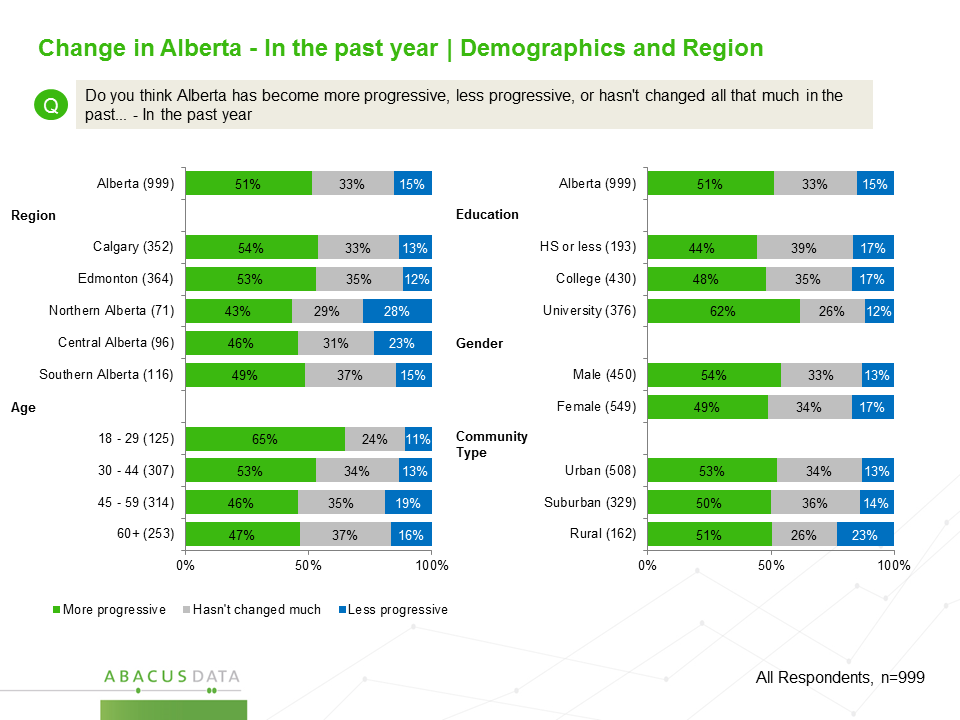 Change in Alberta - In the past year | Demographics and Region
Q
Do you think Alberta has become more progressive, less progressive, or hasn't changed all that much in the
past... - In the past year
Alberta (999) 51% 33% 15%
Region
Calgary (352) 54% 33% 13%
Edmonton (364) 53% 35% 12%
Northern Alberta (71) 43% 29% 28%
Central Alberta (96) 46% 31% 23%
Southern Alberta (116) 49% 37% 15%
Age
18 - 29 (125) 65% 24% 11%
30 - 44 (307) 53% 34% 13%
45 - 59 (314) 46% 35% 19%
60+ (253) 47% 37% 16%
0% 50% 100%
More progressive Hasn't changed much Less progressive
Alberta (999) 51% 33% 15%
Education
HS or less (193) 44% 39% 17%
College (430) 48% 35% 17%
University (376) 62% 26% 12%
Gender
Male (450) 54% 33% 13%
Female (549) 49% 34% 17%
Community
Type
Urban (508) 53% 34% 13%
Suburban (329) 50% 36% 14%
Rural (162) 51% 26% 23%
0% 50% 100%
ABACUS DATA
All Respondents, n=999